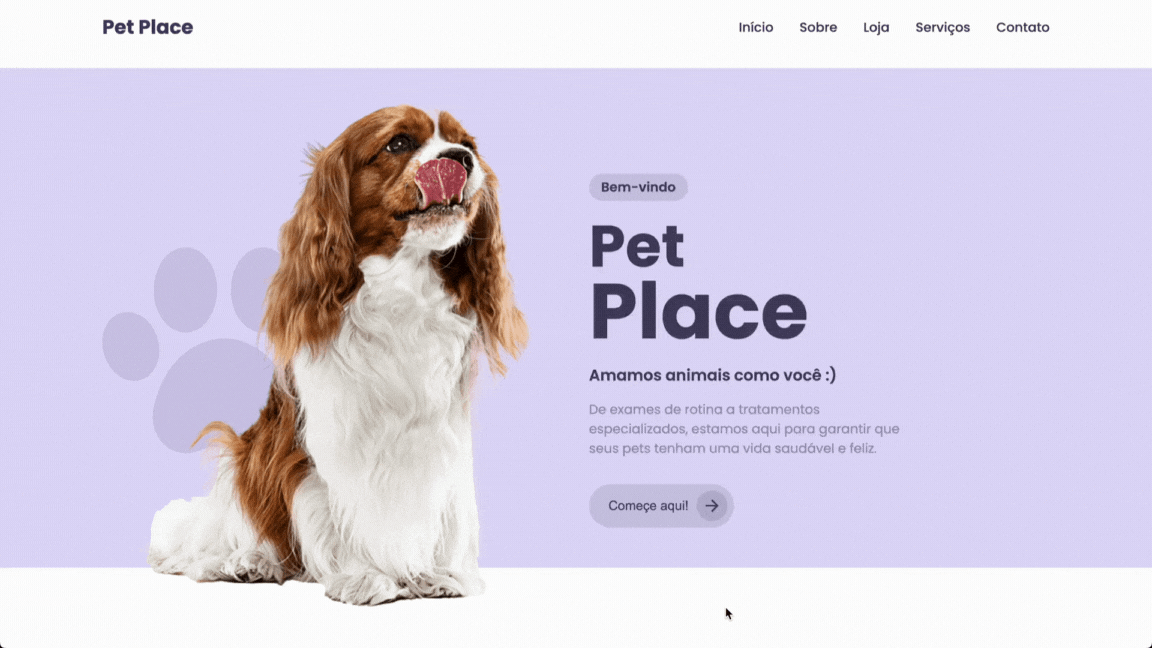 Pet Place
Início
Sobre
Loja
Serviços
Contato
Bem-vindo
Pet
Place
Amamos animais como você :)
De exames de rotina a tratamentos
especializados, estamos aqui para garantir que
seus pets tenham uma vida saudável e feliz.
Começe aqui!